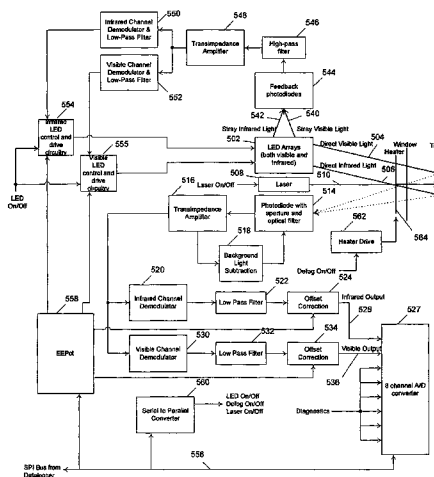 550
Infrared Channel
Demodulator &
Low-Pass Filter
548
Transimpedance
Amplifier
546
High-pass
filter
Visible Channel
Demodulator &
Low-Pass Filter
552
544
Feedback
photodiodes
554
Infrared LED
control and
drive
circuitry
555
Visible LED
control and
drive
circuitry
542
540
Stray Infrared Light
Stray Visible Light
502
LED Arrays
(both visible and
Infrared)
504
Window
Heater
Direct Visible Light
Direct Infrared Light
LED
On/Off
516
508
Laser On/Off
Laser
510
506
514
Transimpedance
Amplifier
Photodiode with
aperture and
optical filter
562
564
518
Background
Light
Subtraction
Heater Drive
Defog On/Off
520
522
524
558
Infrared Channel
Demodulator
Low Pass Filter
Offset
Correction
Infrared Output
528
527
EEPot
530
532
534
Visible Channel
Demodulator
Low Pass Filter
Offset
Correction
Visible Output
536
8 channel A/D
converter
560
Serial to Parallel
Converter
LED On/Off
Defog On/Off
Laser On/Off
Diagnostics
556
SPI Bus from
Datalogger